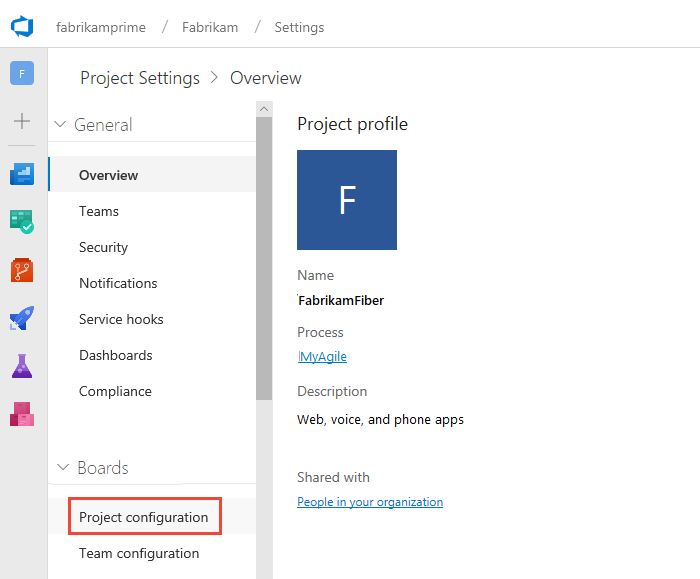 fabrikamprime / Fabrikam / Settings
F
Project Settings > Overview
General
Overview
Teams
Security
Notifications
Service hooks
Dashboards
Compliance
Boards
Project configuration
Team configuration
Project profile
F
Name
FabrikamFiber
Process
MyAgile
Description
Web, voice, and phone apps
Shared with
People in your organization